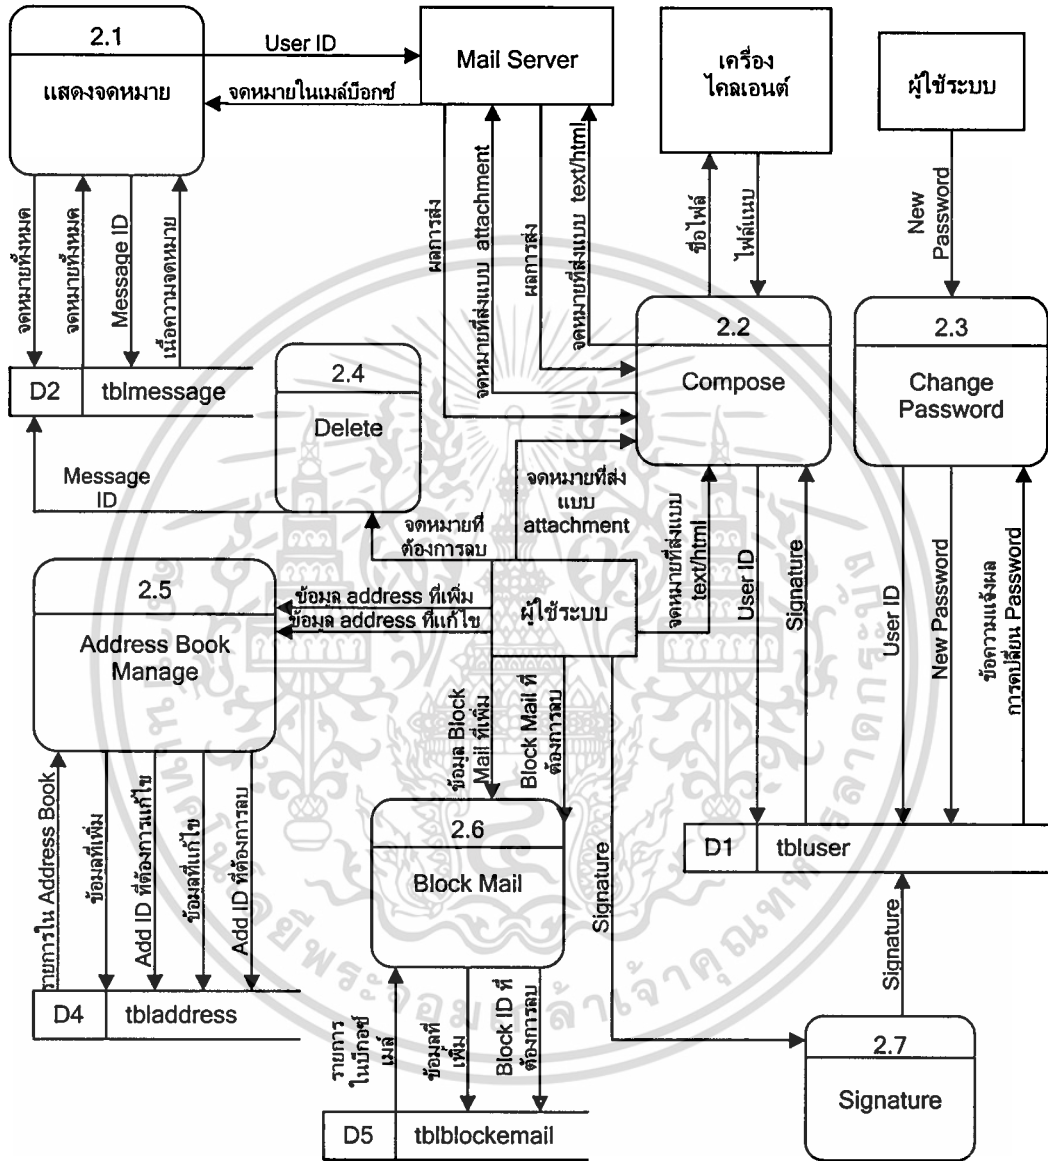 2.1
แสดงจดหมาย
User ID
จดหมายในเมล์บ๊อกซ์
Mail Server
เครื่อง
ไคลเอนต์
ผู้ใช้ระบบ
จดหมายทั้งหมด
จดหมายทั้งหมด
Message ID
เนื้อความจดหมาย
ผลการส่ง
จดหมายที่ส่งแบบ attachment
ผลการส่ง
จดหมายที่ส่งแบบ text/html
ชื่อไฟล์
ไฟล์แนบ
New
Password
D2
tblmessage
2.4
Delete
2.2
Compose
2.3
Change
Password
Message
ID
จดหมายที่
ต้องการลบ
จดหมายที่ส่ง
แบบ
attachment
จดหมายที่ส่งแบบ
text/html
User ID
Signature
User ID
New Password
ข้อความแจ้งผล
การดปลี่ยน Password
2.5
Address Book
Manage
ข้อมูล address ที่เพิ่ม
ข้อมูล address ที่แก้ไข
ผู้ใช้ระบบ
ข้อมูล Block
Mail ที่เพิ่ม
Block Mail ที่
ต้องการลบ
Signature
รายการใน Address Book
ข้อมูลที่เพิ่ม
Add ID ที่ต้องการแก้ไข
ข้อมูลที่แก้ไข
Add ID ที่ต้องการลบ
2.6
Block Mail
D1
tbluser
Signature
D4
tbladdress
รายการ
ในบ๊กอซ์
เมล์
ข้อมูลที่
เพิ่ม
Block ID ที่
ต้องการลบ
2.7
Signature
D5
tblblockemail